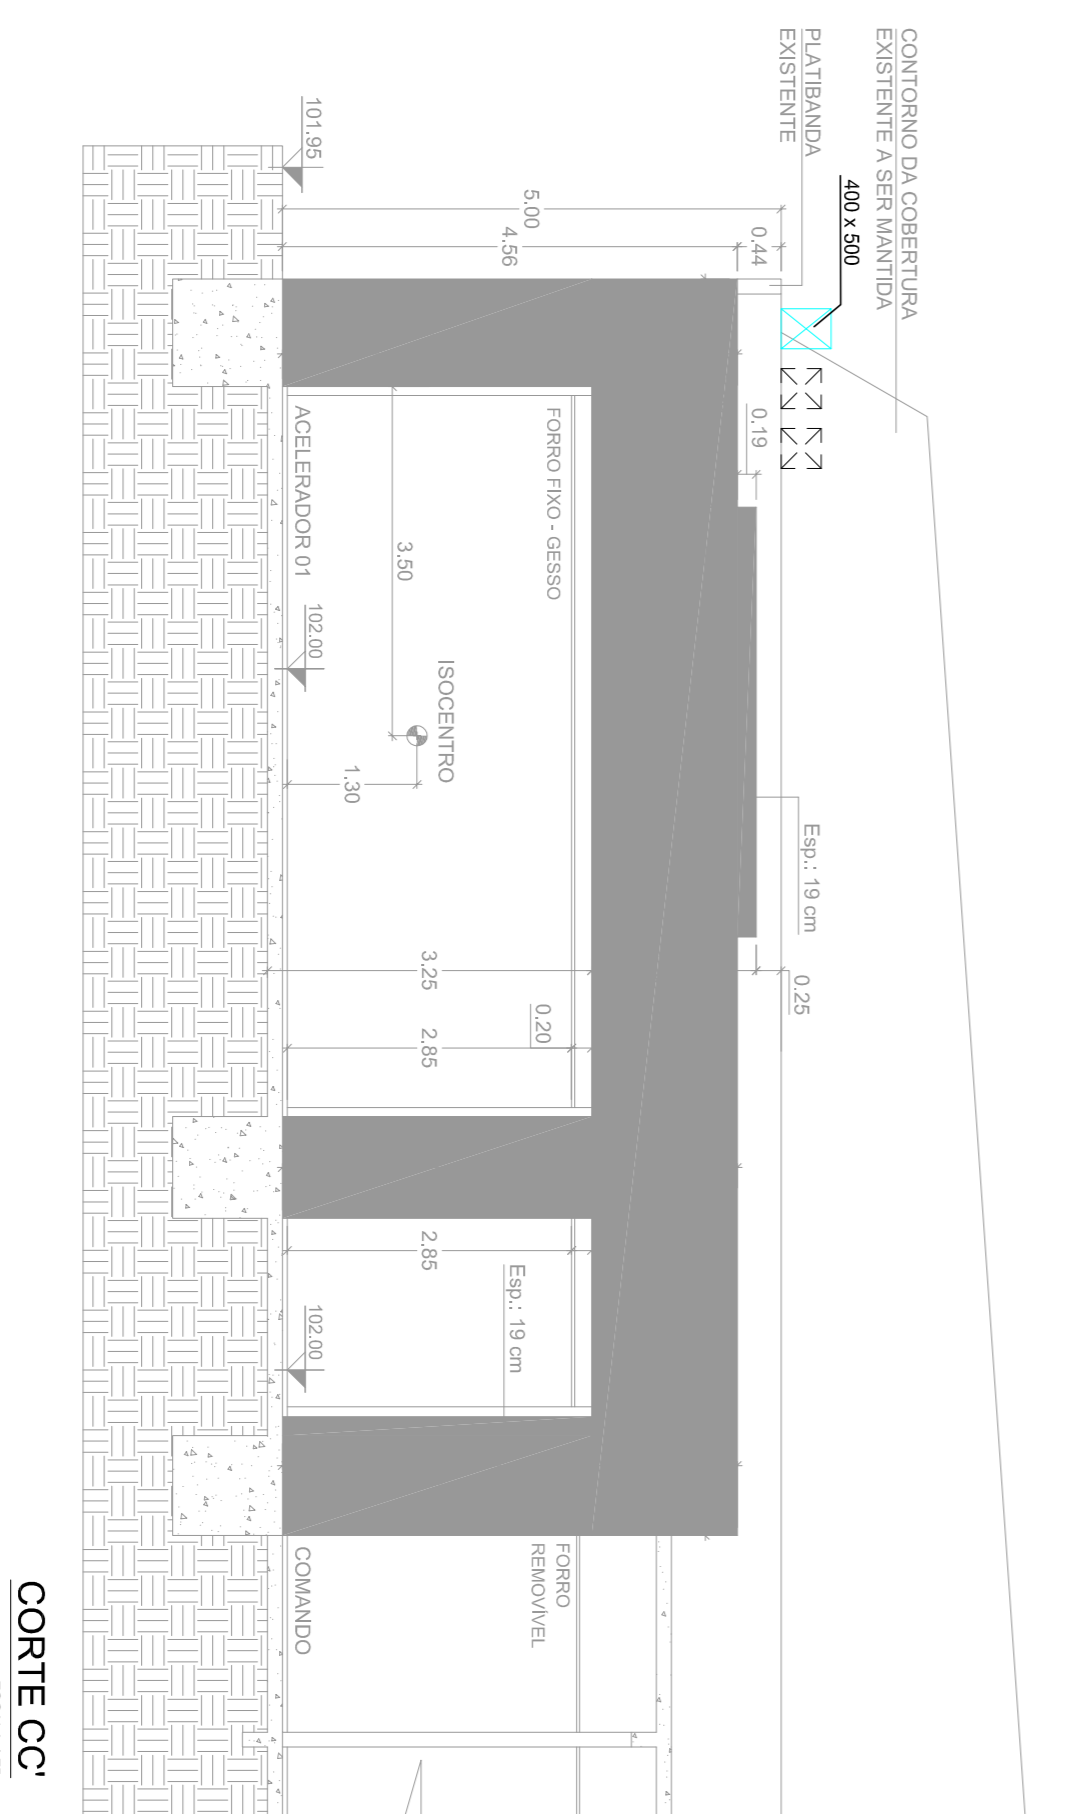 CONTORNO DA COBERTURA
EXISTENTE A SER MANTIDA
PLATIBANDA
EXISTENTE
400 x 500
0,44
0,19
Esp.: 19 cm
0,25
5,00
4,56
FORRO FIXO - GESSO
0,20
Esp.: 19 cm
FORRO
REMOVÍVEL
ISOCENTRO
3,50
1,30
3,25
2,85
2,85
101,95
ACELERADOR 01
102.00
102.00
COMANDO
CORTE CC'